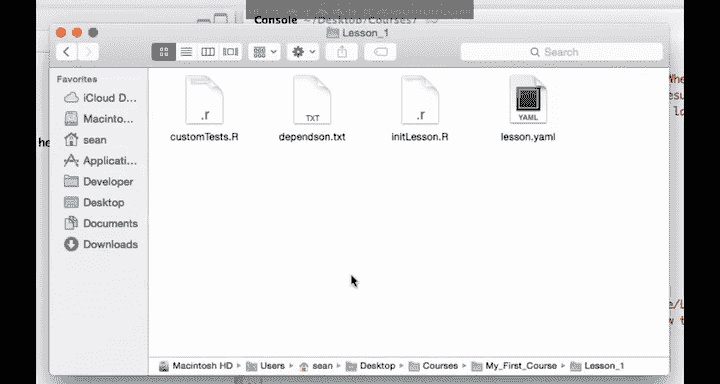 Console ~/Desktop/Courses/
Lesson_1
Search
Favorites
iCloud D...
Macinto...
sean
Applicati...
Developer
Desktop
Documents
Downloads
.r
TXT
.r
YAML
customTests.R
dependson.txt
initLesson.R
lesson.yaml
Macintosh HD
Users
sean
Desktop
Courses
My_First_Course
Lesson_1